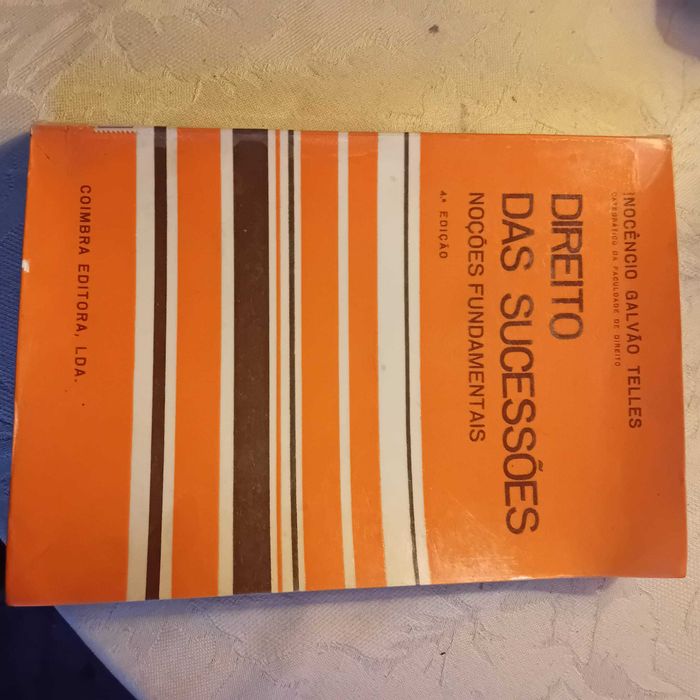 INOCÊNCIO GALVÃO TELLES
CATEDRÁTICO DA FACULDADE DE DIREITO
DIREITO
DAS SUCESSÕES
NOÇÕES FUNDAMENTAIS
4.ª EDIÇÃO
COIMBRA EDITORA, LDA.